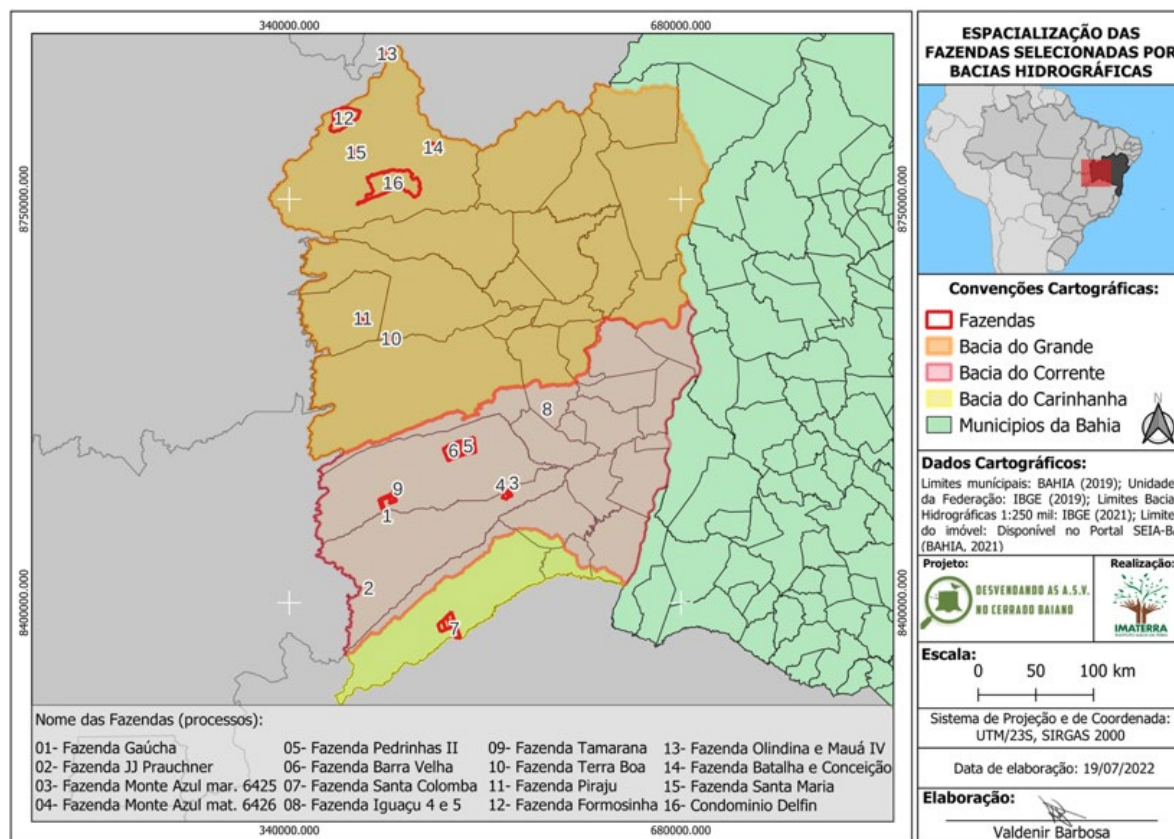 340000.000
680000.000
8750000.000
8750000.000
8400000.000
8400000.000
13
12
15
14
16
11
10
8
6
5
9
4
3
1
2
7
Nome das Fazendas (processos):
01- Fazenda Gaúcha
02- Fazenda JJ Prauchner
03- Fazenda Monte Azul mar. 6425
04- Fazenda Monte Azul mat. 6426
05- Fazenda Pedrinhas II
06- Fazenda Barra Velha
07- Fazenda Santa Colomba
08- Fazenda Iguaçu 4 e 5
09- Fazenda Tamarana
10- Fazenda Terra Boa
11- Fazenda Piraju
12- Fazenda Formosinha
13- Fazenda Olindina e Mauá IV
14- Fazenda Batalha e Conceição
15- Fazenda Santa Maria
16- Condominio Delfin
340000.000
680000.000
ESPACIALIZAÇÃO DAS
FAZENDAS SELECIONADAS POR
BACIAS HIDROGRÁFICAS
Convenções Cartográficas:
Fazendas
Bacia do Grande
Bacia do Corrente
Bacia do Carinhanha
Municipios da Bahia
N
Dados Cartográficos:
Limites munícipais: BAHIA (2019); Unidade
da Federação: IBGE (2019); Limites Bacia
Hidrográficas 1:250 mil: IBGE (2021); Limite
do imóvel: Disponível no Portal SEIA-BA
(BAHIA, 2021)
Projeto:
DESVENDANDO AS A.S.V.
NO CERRADO BAIANO
Realização:
IMATERRA
Escala:
0 50 100 km
Sistema de Projeção e de Coordenada:
UTM/23S, SIRGAS 2000
Data de elaboração: 19/07/2022
Elaboração:
Valdenir Barbosa